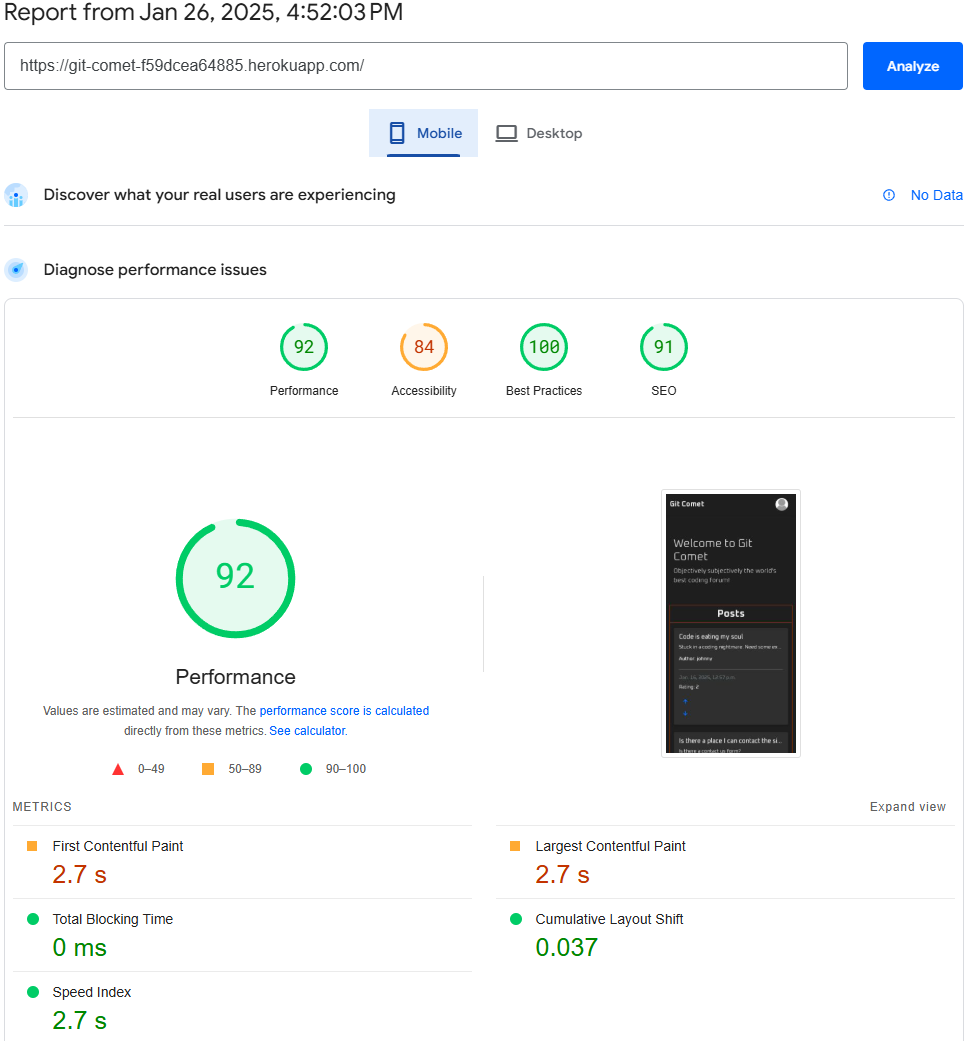 Report from Jan 26, 2025, 4:52:03 PM
https://git-comet-f59dcea64885.herokuapp.com/
Analyze
Mobile
Desktop
Discover what your real users are experiencing
No Data
Diagnose performance issues
92
84
100
91
Performance
Accessibility
Best Practices
SEO
92
Performance
Values are estimated and may vary. The performance score is calculated
directly from these metrics. See calculator.
0–49
50–89
90–100
Git Comet
Welcome to Git
Comet
Objectively subjectively the world's
best coding forum!
Posts
Code is eating my soul
Stuck in a coding nightmare. Need some ex...
Author: johnny
Jan. 16, 2025,
Rating: 2
Is there a place I can contact the si...
Is there a contact us form?
METRICS
Expand view
First Contentful Paint
2.7 s
Largest Contentful Paint
2.7 s
Total Blocking Time
0 ms
Cumulative Layout Shift
0.037
Speed Index
2.7 s